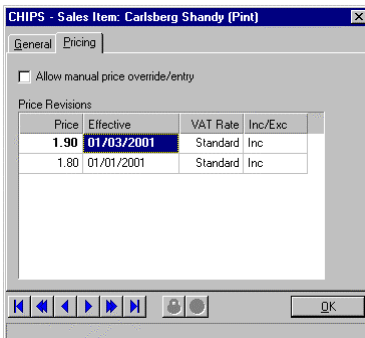 CHIPS - Sales Item: Carlsberg Shandy (Pint)
General Pricing
Allow manual price override/entry
Price Revisions
Price Effective VAT Rate Inc/Exc
1.90 01/03/2001 Standard Inc
1.80 01/01/2001 Standard Inc
OK